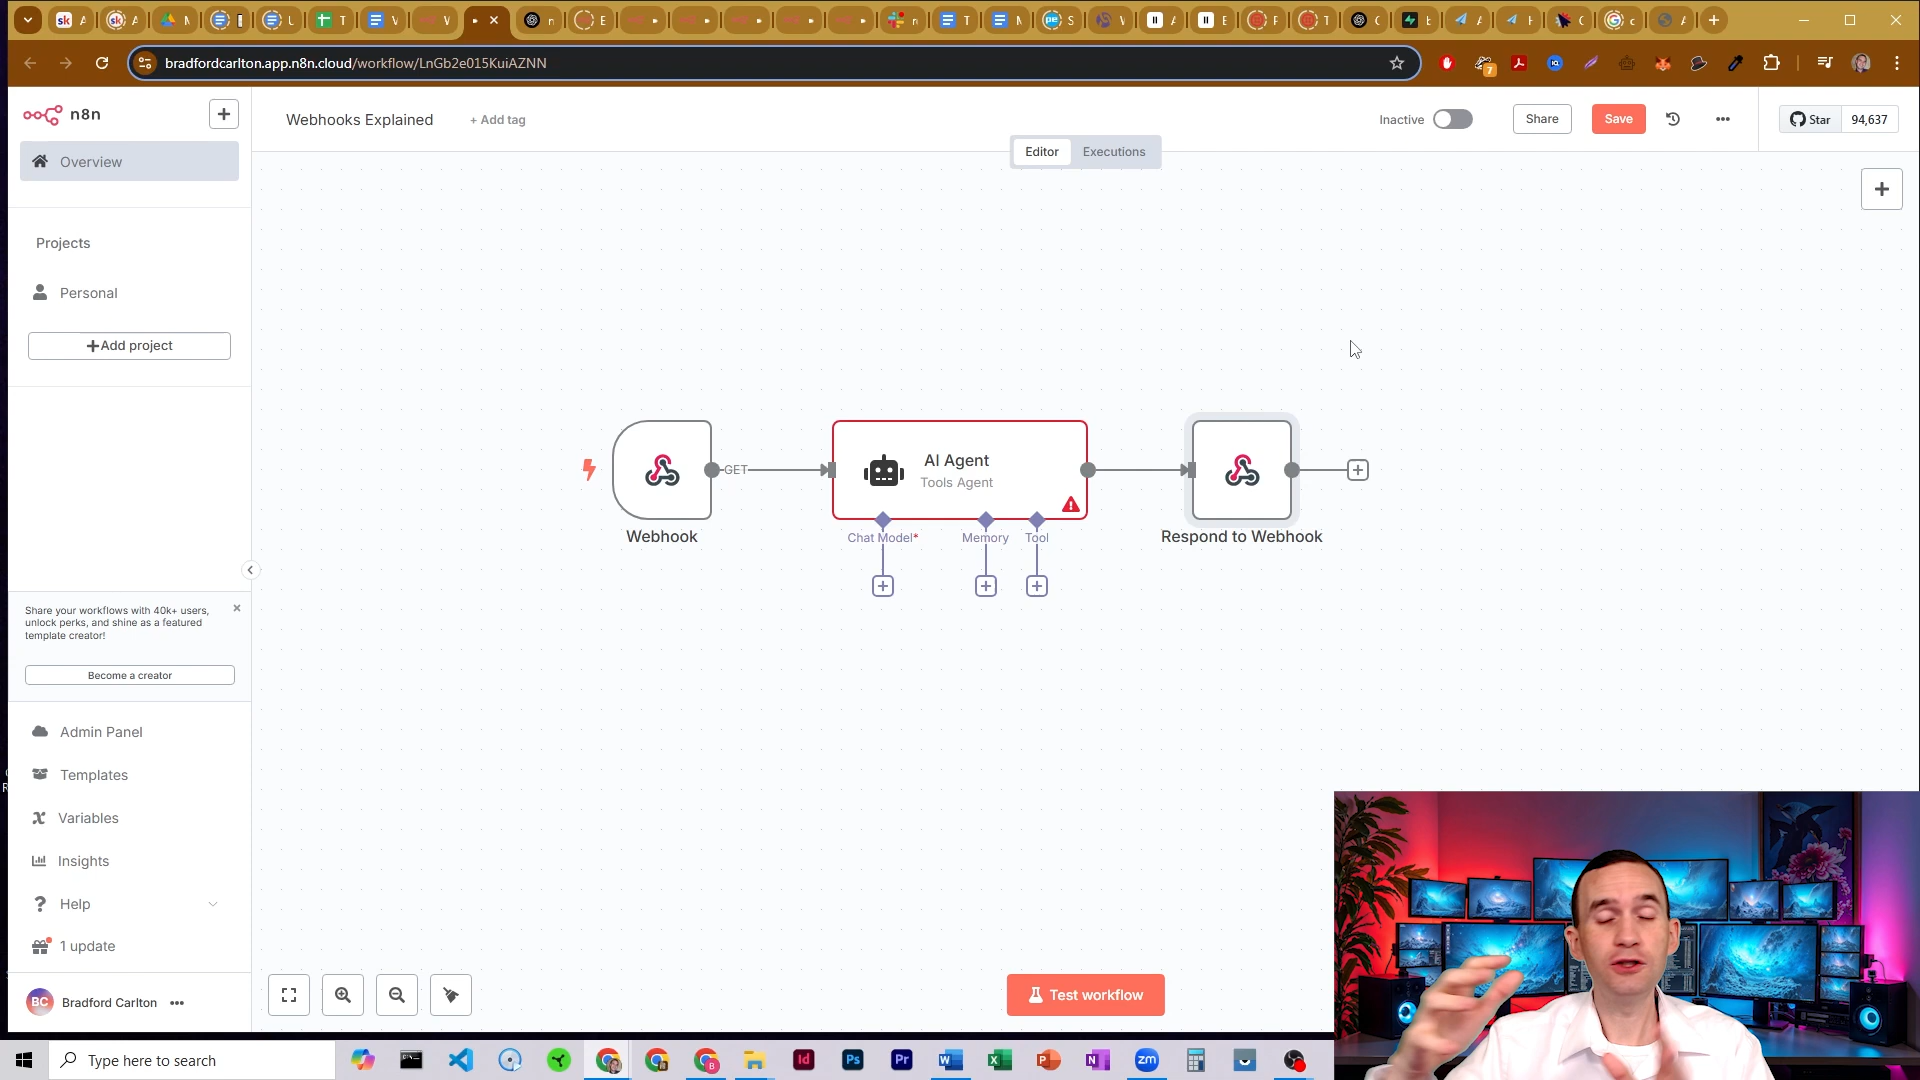 bradfordcarlton.app.n8n.cloud/workflow/LnGb2e015KuiAZNN
7
n8n
Webhooks Explained
+ Add tag
Inactive
Share
Save
Star
94,637
Editor
Executions
Overview
Projects
Personal
Add project
GET
AI Agent
Tools Agent
Webhook
Chat Model*
Memory
Tool
Respond to Webhook
Share your workflows with 40k+ users,
unlock perks, and shine as a featured
template creator!
Become a creator
Admin Panel
Templates
Variables
Insights
Help
1 update
BC
Bradford Carlton
Test workflow
Type here to search